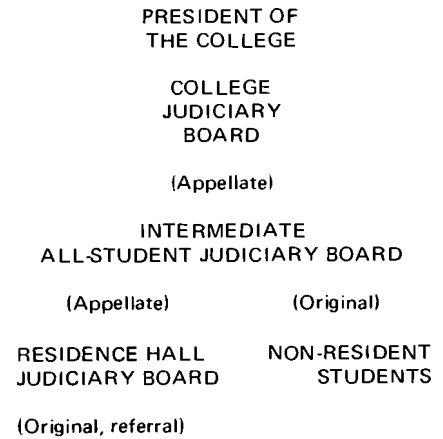 PRESIDENT OF
THE COLLEGE
COLLEGE
JUDICIARY
BOARD
(Appellate)
INTERMEDIATE
ALL-STUDENT JUDICIARY BOARD
(Appellate) (Original)
RESIDENCE HALL NON-RESIDENT
JUDICIARY BOARD STUDENTS
(Original, referral)